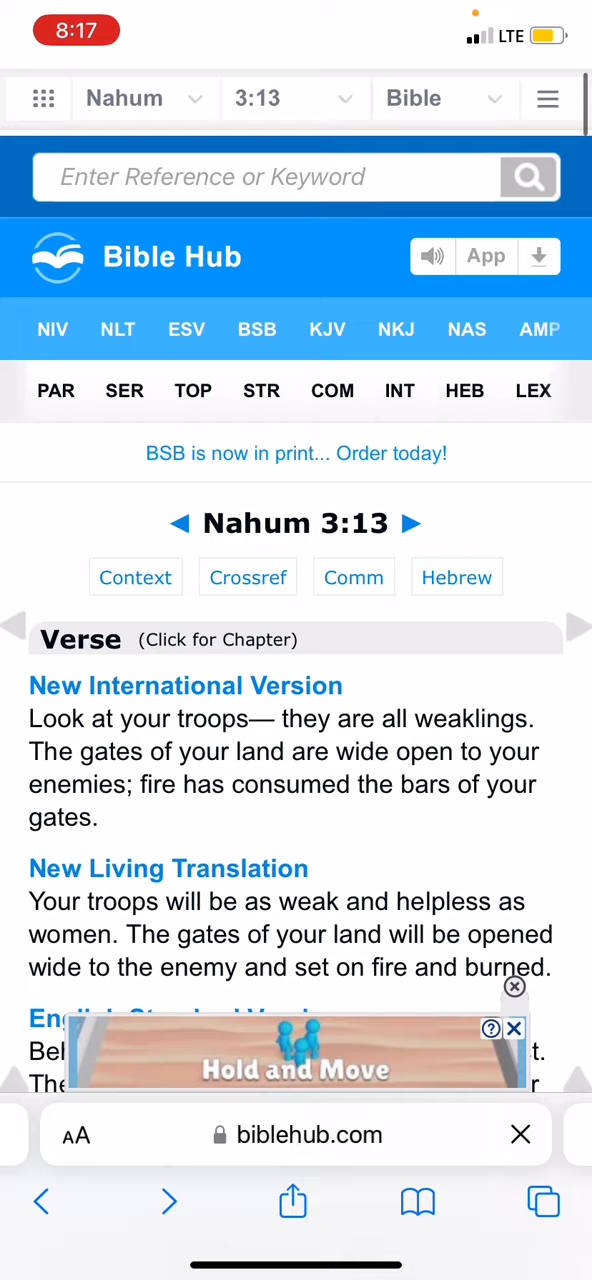 8:17
LTE
Nahum
3:13
Bible
Enter Reference or Keyword
Bible Hub
App
NIV NLT ESV BSB KJV NKJ NAS AMP
PAR SER TOP STR COM INT HEB LEX
BSB is now in print... Order today!
Nahum 3:13
Context Crossref Comm Hebrew
Verse (Click for Chapter)
New International Version
Look at your troops— they are all weaklings.
The gates of your land are wide open to your
enemies; fire has consumed the bars of your
gates.
New Living Translation
Your troops will be as weak and helpless as
women. The gates of your land will be opened
wide to the enemy and set on fire and burned.
Hold and Move
AA
biblehub.com